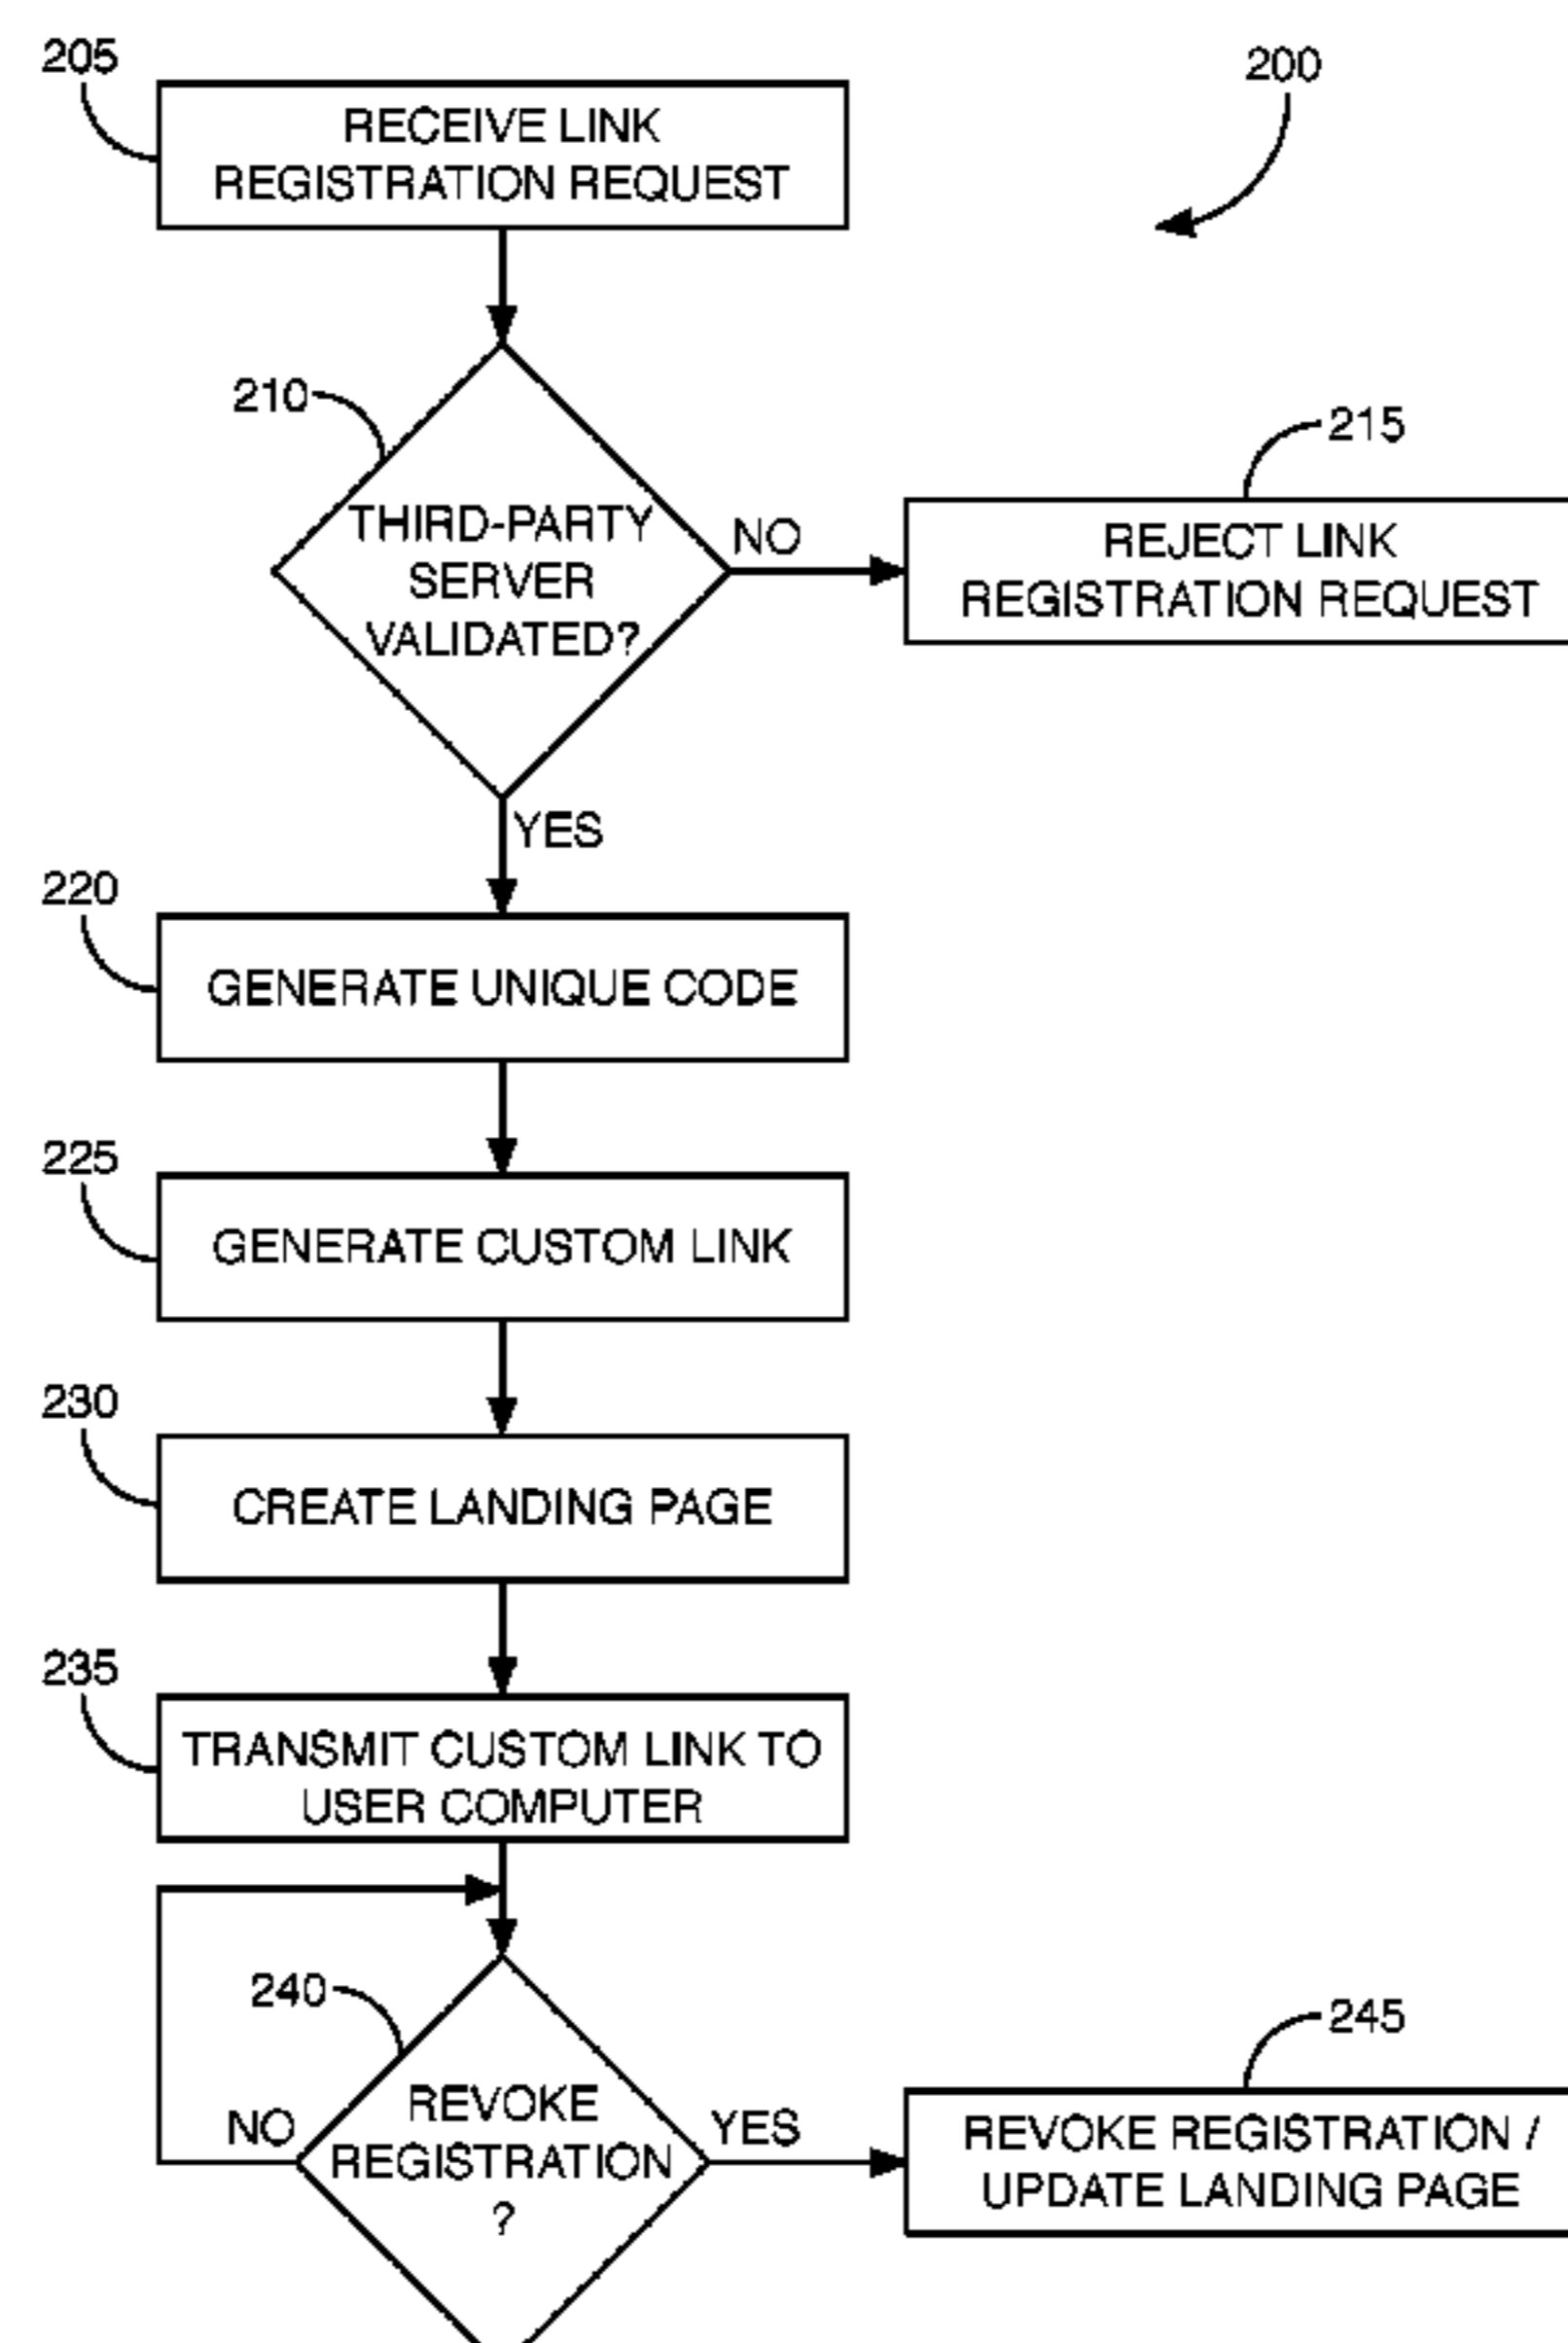 205
200
RECEIVE LINK
REGISTRATION REQUEST
210
215
THIRD-PARTY
SERVER
VALIDATED?
NO
REJECT LINK
REGISTRATION REQUEST
YES
220
GENERATE UNIQUE CODE
225
GENERATE CUSTOM LINK
230
CREATE LANDING PAGE
235
TRANSMIT CUSTOM LINK TO
USER COMPUTER
240
245
NO
REVOKE
REGISTRATION
?
YES
REVOKE REGISTRATION /
UPDATE LANDING PAGE